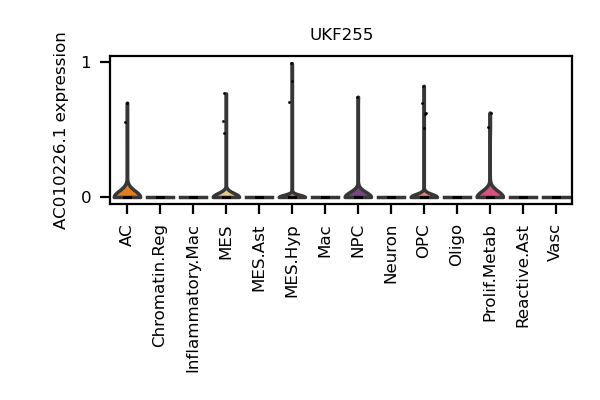 UKF255
AC010226.1 expression
1
0
AC
Chromatin.Reg
Inflammatory.Mac
MES
MES.Ast
MES.Hyp
Mac
NPC
Neuron
OPC
Oligo
Prolif.Metab
Reactive.Ast
Vasc